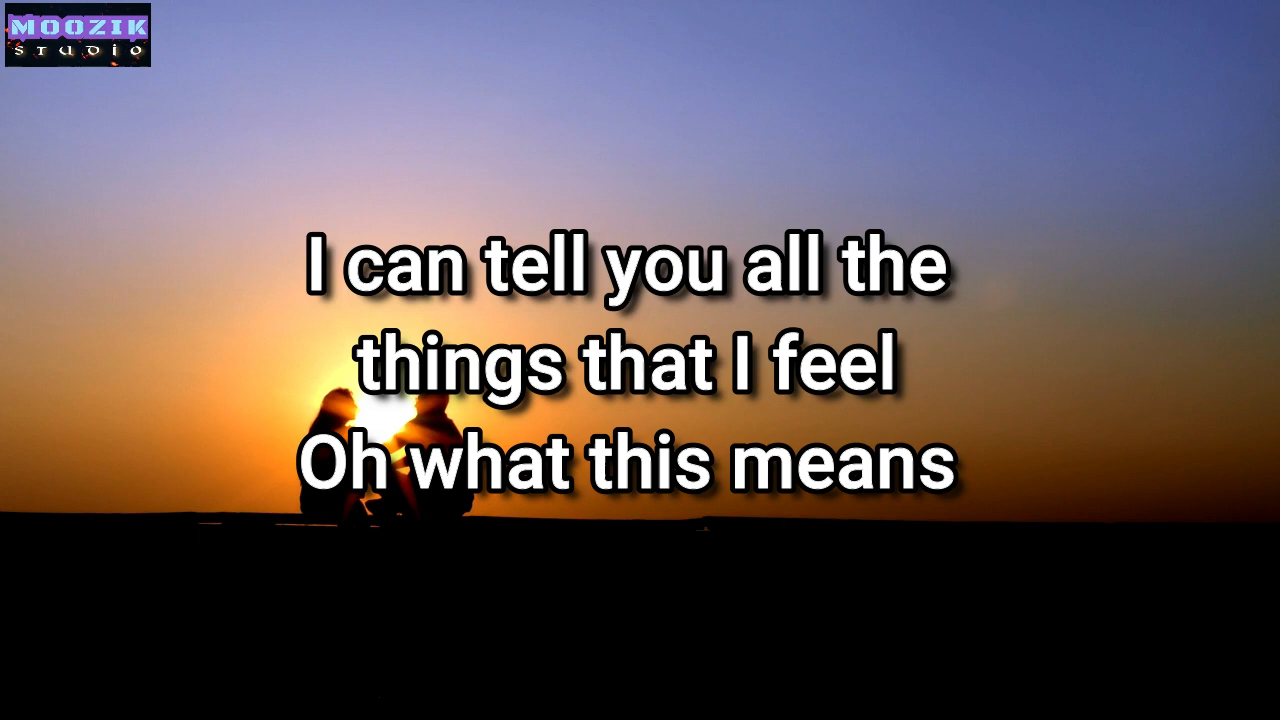 MOOZIK
STUDIO
I can tell you all the
things that I feel
Oh what this means